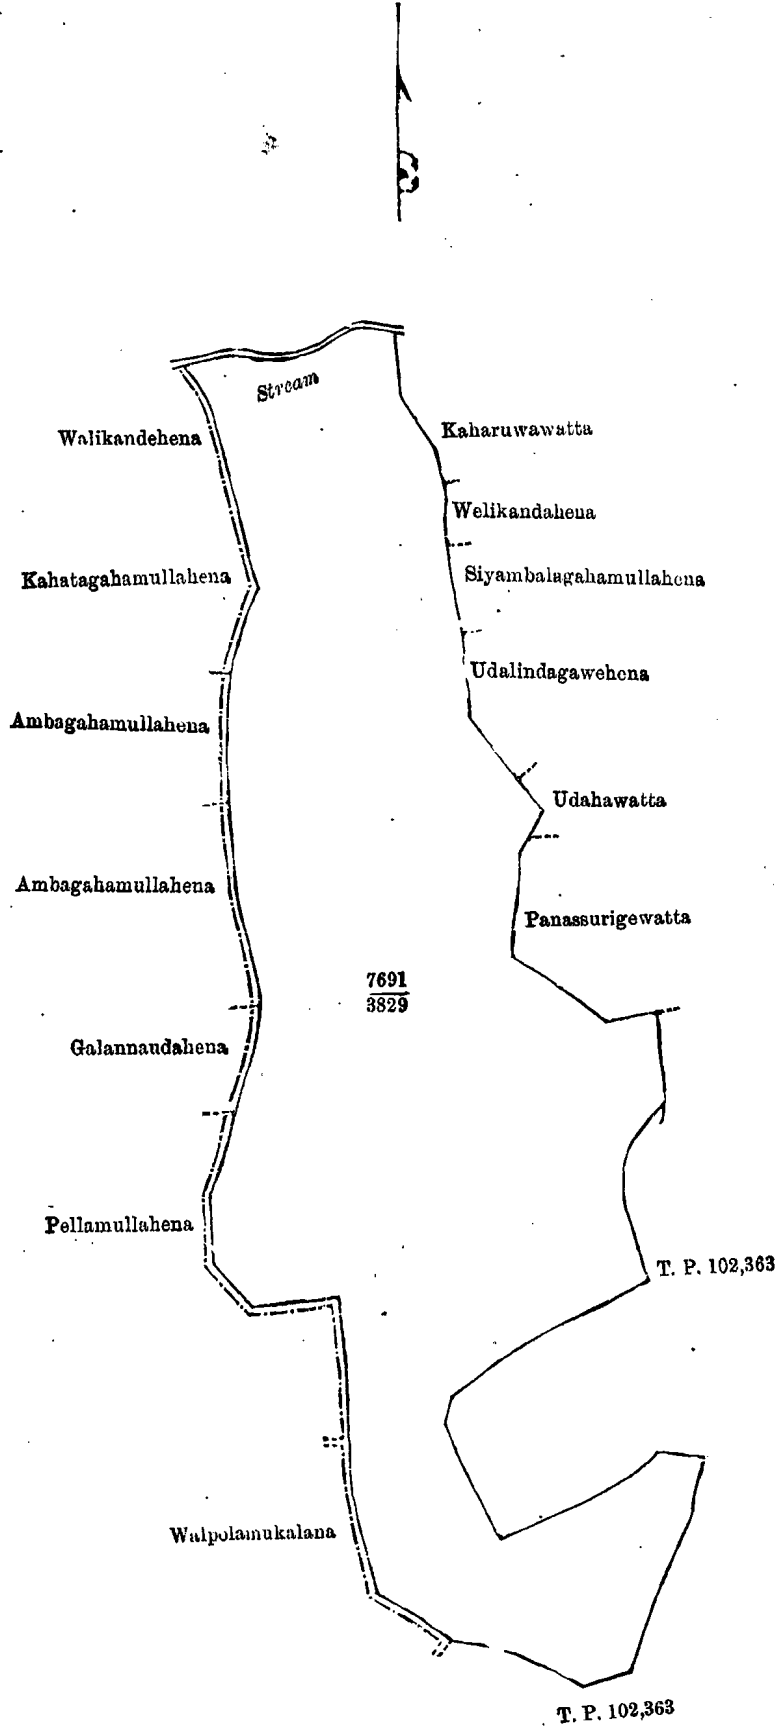 Stream
Walikandehena
Kaharuwawatta
Welikandahena
Kahatagahamullahena
Siyambalagahamullahena
Udalindagawehena
Ambagahamullahena
Udahawatta
Ambagahamullahena
Panassurigewatta
7691
3829
Galannaudahena
Pellamullahena
T. P. 102,363
Walpolamukalana
T. P. 102,363